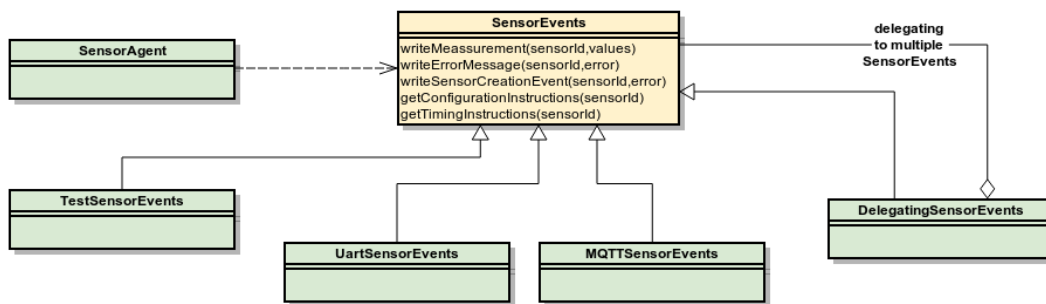 SensorEvents
writeMeassurement(sensorId,values)
writeErrorMessage(sensorId,error)
writeSensorCreationEvent(sensorId,error)
getConfigurationInstructions(sensorId)
getTimingInstructions(sensorId)
SensorAgent
delegating
to multiple
SensorEvents
TestSensorEvents
UartSensorEvents
MQTTSensorEvents
DelegatingSensorEvents